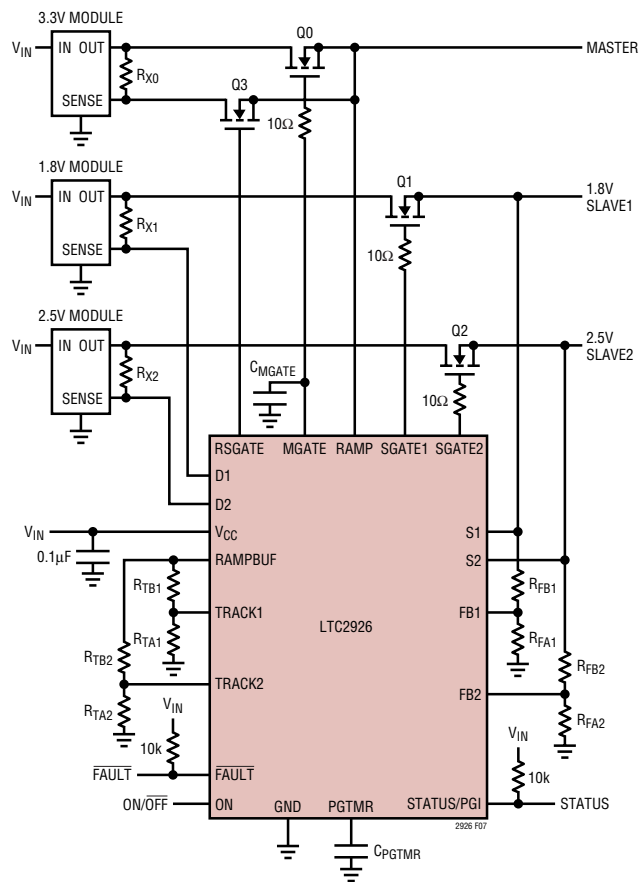 3.3V MODULE
VIN
IN OUT
SENSE
RX0
Q0
Q3
10Ω
MASTER
1.8V MODULE
VIN
IN OUT
SENSE
RX1
Q1
10Ω
1.8V
SLAVE1
2.5V MODULE
VIN
IN OUT
SENSE
RX2
Q2
10Ω
2.5V
SLAVE2
CMGATE
RSGATE MGATE RAMP SGATE1 SGATE2
D1
D2
VIN
VCC
0.1µF
RAMPBUF
RTB1
TRACK1
RTA1
RTB2
TRACK2
RTA2
VIN
10k
FAULT
FAULT
ON/OFF
ON
LTC2926
S1
S2
RFB1
FB1
RFA1
RFB2
FB2
RFA2
VIN
10k
STATUS/PGI
STATUS
GND
PGTMR
2926 F07
CPGTMR